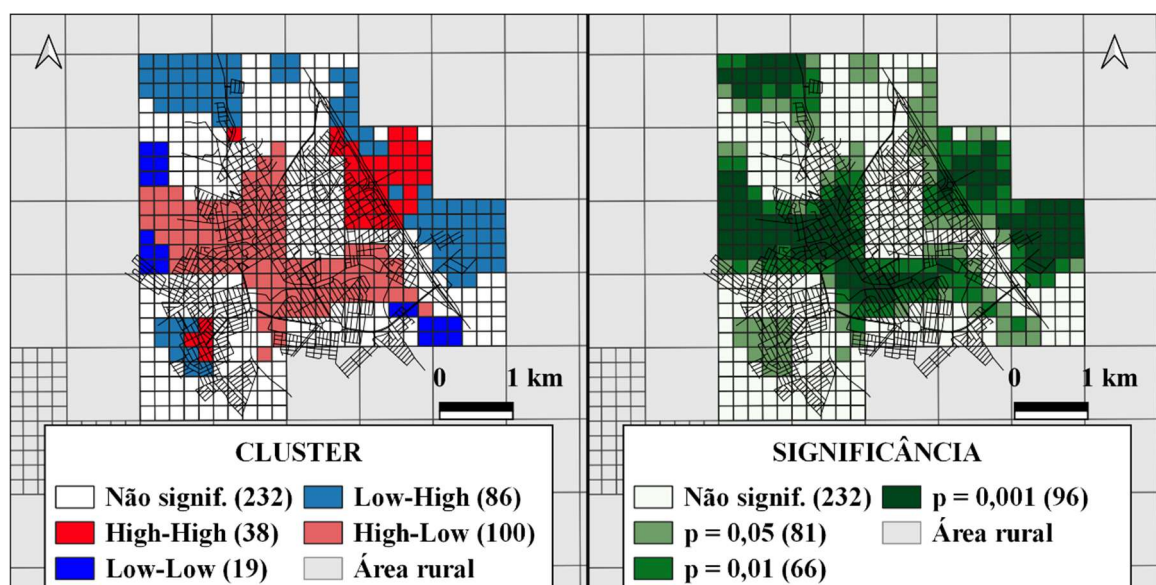 0 1 km
CLUSTER
Não signif. (232)
Low-High (86)
High-High (38)
High-Low (100)
Low-Low (19)
Área rural
0 1 km
SIGNIFICÂNCIA
Não signif. (232)
p = 0,001 (96)
p = 0,05 (81)
Área rural
p = 0,01 (66)